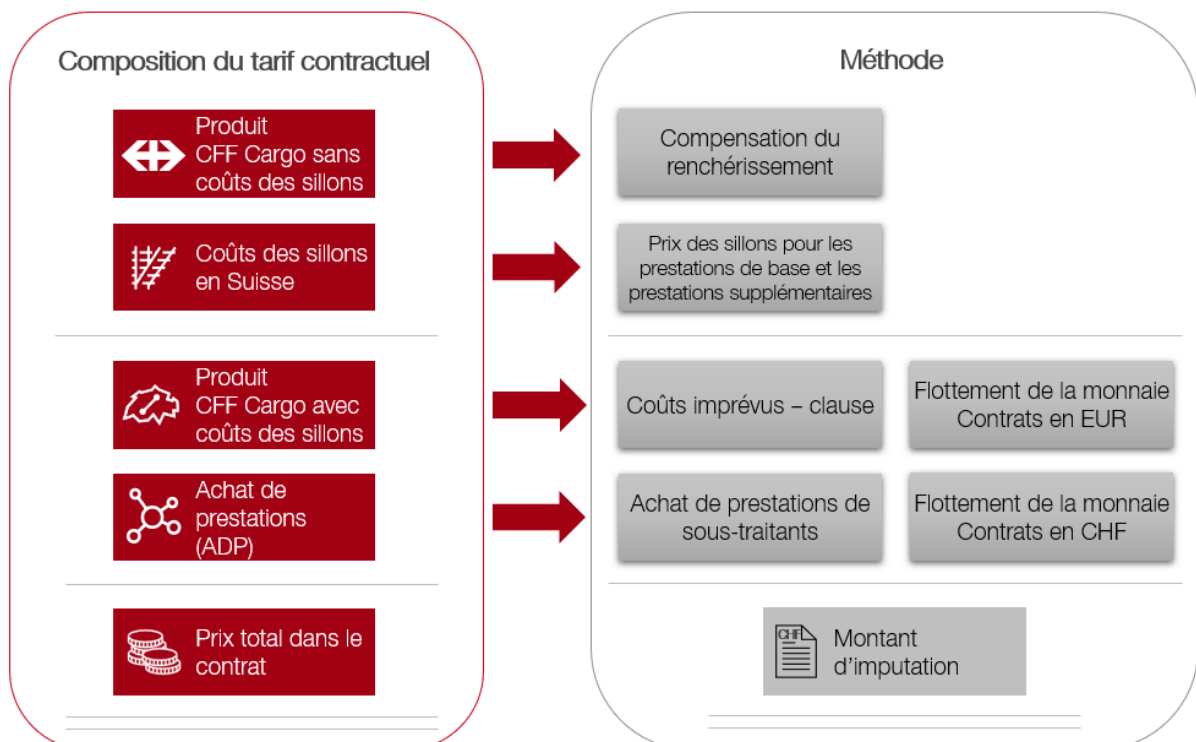 Composition du tarif contractuel
Méthode
Produit
CFF Cargo sans
coûts des sillons
Compensation du
renchérissement
Coûts des sillons
en Suisse
Prix des sillons pour les
prestations de base et les
prestations supplémentaires
Produit
CFF Cargo avec
coûts des sillons
Coûts imprévus – clause
Flottement de la monnaie
Contrats en EUR
Achat de
prestations
(ADP)
Achat de prestations de
sous-traitants
Flottement de la monnaie
Contrats en CHF
Prix total dans le
contrat
CHF
Montant
d'imputation